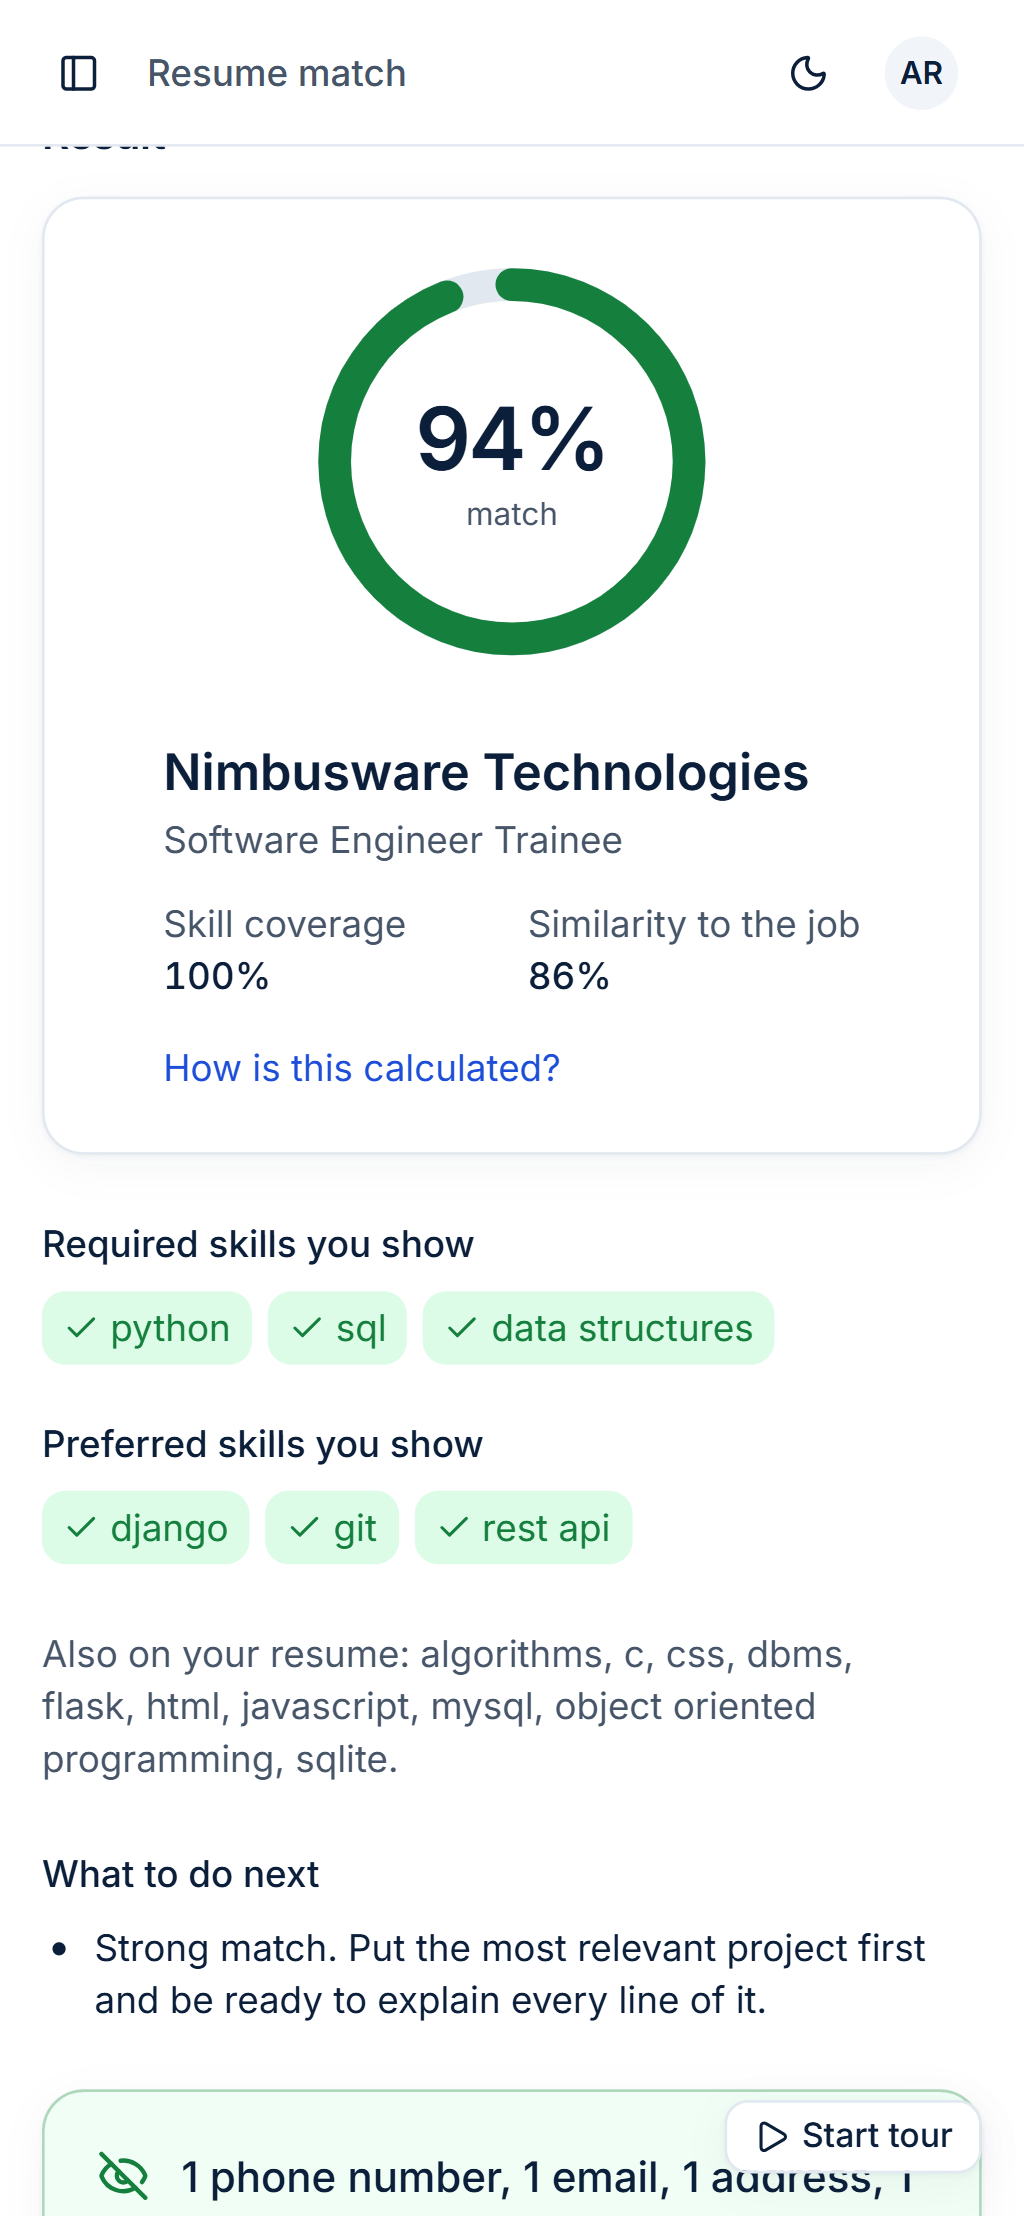 Resume match
AR
Result
94%
match
Nimbusware Technologies
Software Engineer Trainee
Skill coverage
100%
Similarity to the job
86%
How is this calculated?
Required skills you show
python
sql
data structures
Preferred skills you show
django
git
rest api
Also on your resume: algorithms, c, css, dbms,
flask, html, javascript, mysql, object oriented
programming, sqlite.
What to do next
Strong match. Put the most relevant project first
and be ready to explain every line of it.
Start tour
1 phone number, 1 email, 1 address, 1